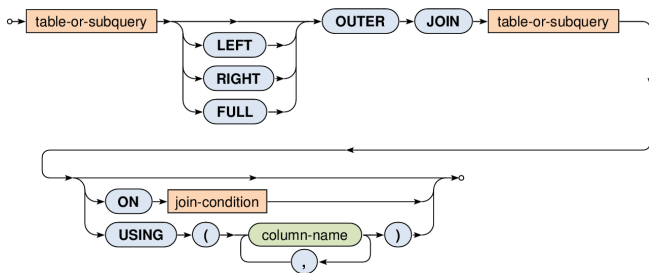 table-or-subquery OUTER JOIN table-or-subquery
LEFT
RIGHT
FULL
ON join-condition
USING ( column-name )
,